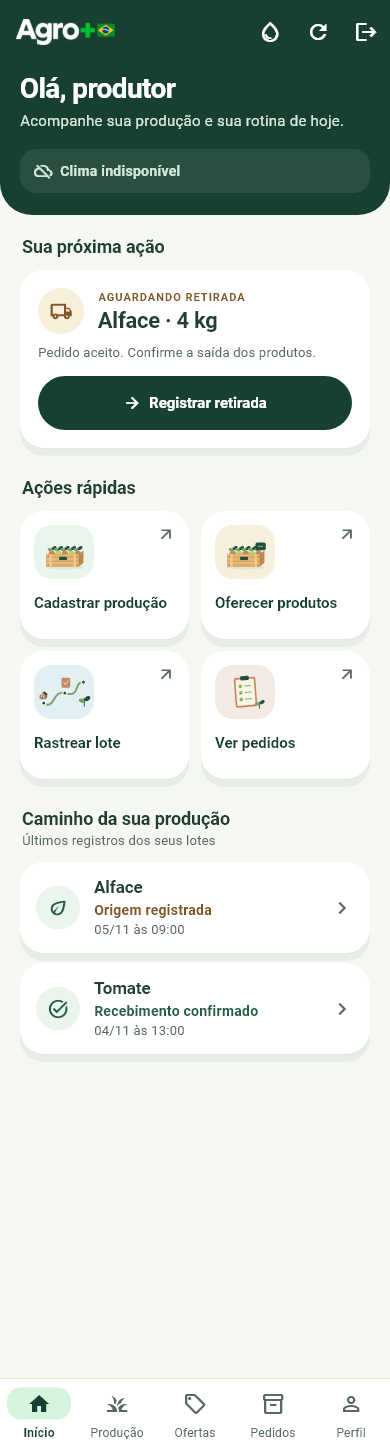 Agro+
Olá, produtor
Acompanhe sua produção e sua rotina de hoje.
Clima indisponível
Sua próxima ação
AGUARDANDO RETIRADA
Alface · 4 kg
Pedido aceito. Confirme a saída dos produtos.
Registrar retirada
Ações rápidas
Cadastrar produção
Oferecer produtos
Rastrear lote
Ver pedidos
Caminho da sua produção
Últimos registros dos seus lotes
Alface
Origem registrada
05/11 às 09:00
Tomate
Recebimento confirmado
04/11 às 13:00
Início
Produção
Ofertas
Pedidos
Perfil